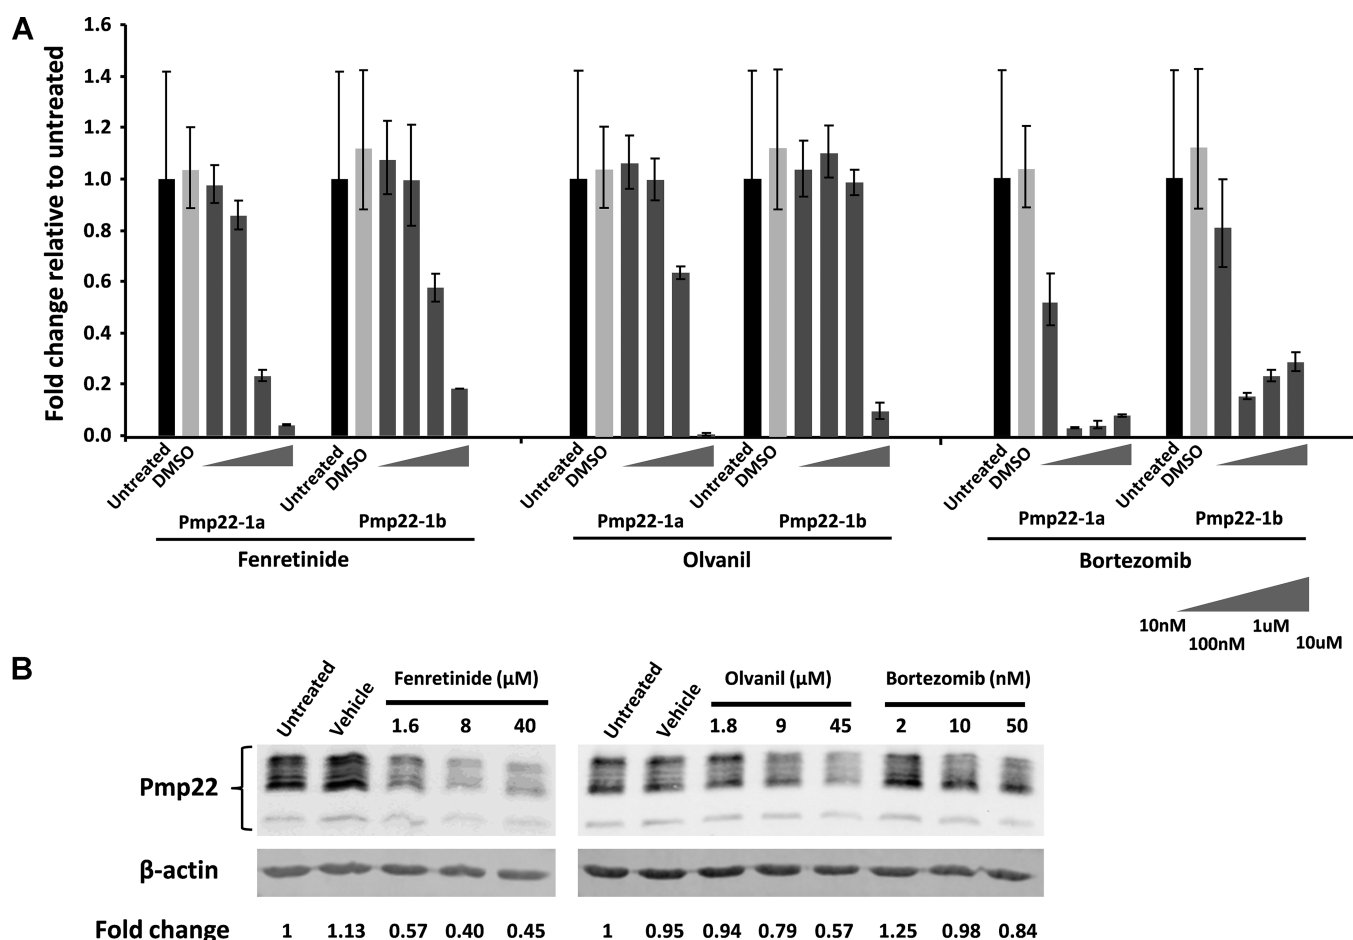 A
Fold change relative to untreated
1.6
1.4
1.2
1.0
0.8
0.6
0.4
0.2
0.0
Untreated DMSO Untreated DMSO Untreated DMSO Untreated DMSO Untreated DMSO Untreated DMSO
Pmp22-1a Pmp22-1b Pmp22-1a Pmp22-1b Pmp22-1a Pmp22-1b
Fenretinide Olvanil Bortezomib
10nM 1uM
100nM 10uM
B
Untreated Vehicle Fenretinide (μM) Untreated Vehicle Olvanil (μM) Bortezomib (nM)
1.6 8 40 1.8 9 45 2 10 50
Pmp22
β-actin
Fold change 1 1.13 0.57 0.40 0.45 1 0.95 0.94 0.79 0.57 1.25 0.98 0.84